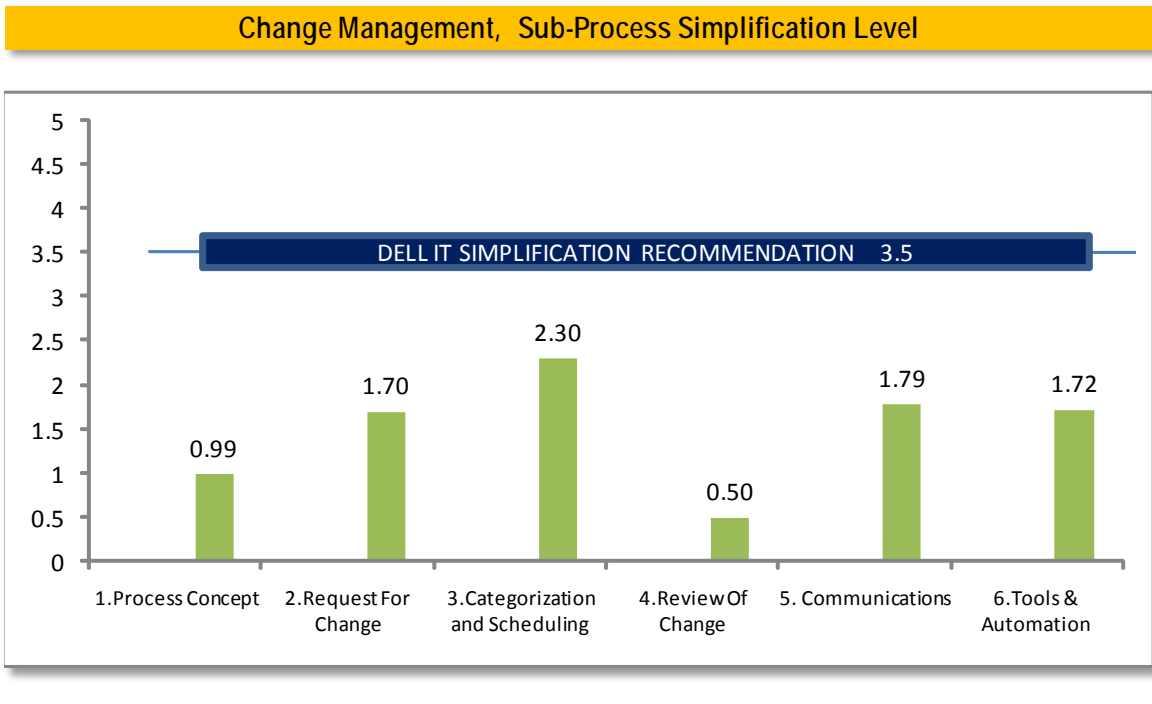 Change Management, Sub-Process Simplification Level
5
4.5
4
3.5
3
2.5
2
1.5
1
0.5
0
DELL IT SIMPLIFICATION RECOMMENDATION 3.5
0.99
1.70
2.30
0.50
1.79
1.72
1.Process Concept
2.Request For
Change
3.Categorization
and Scheduling
4.Review Of
Change
5. Communications
6.Tools &
Automation